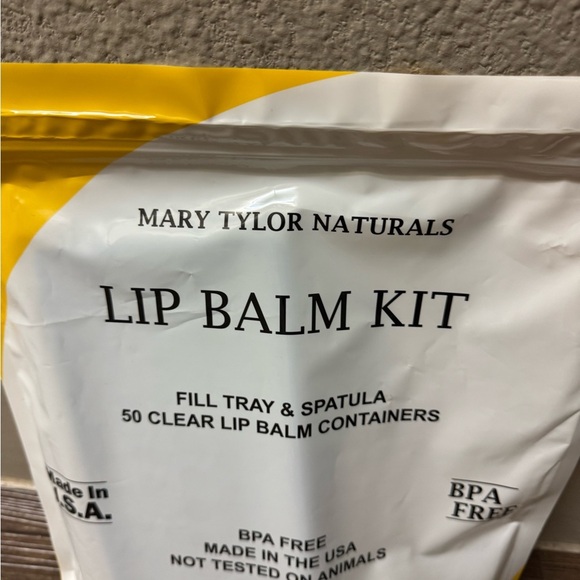 MARY TYLOR NATURALS
LIP BALM KIT
FILL TRAY & SPATULA
50 CLEAR LIP BALM CONTAINERS
Made In
U.S.A.
BPA
FREE
BPA FREE
MADE IN THE USA
NOT TESTED ON ANIMALS